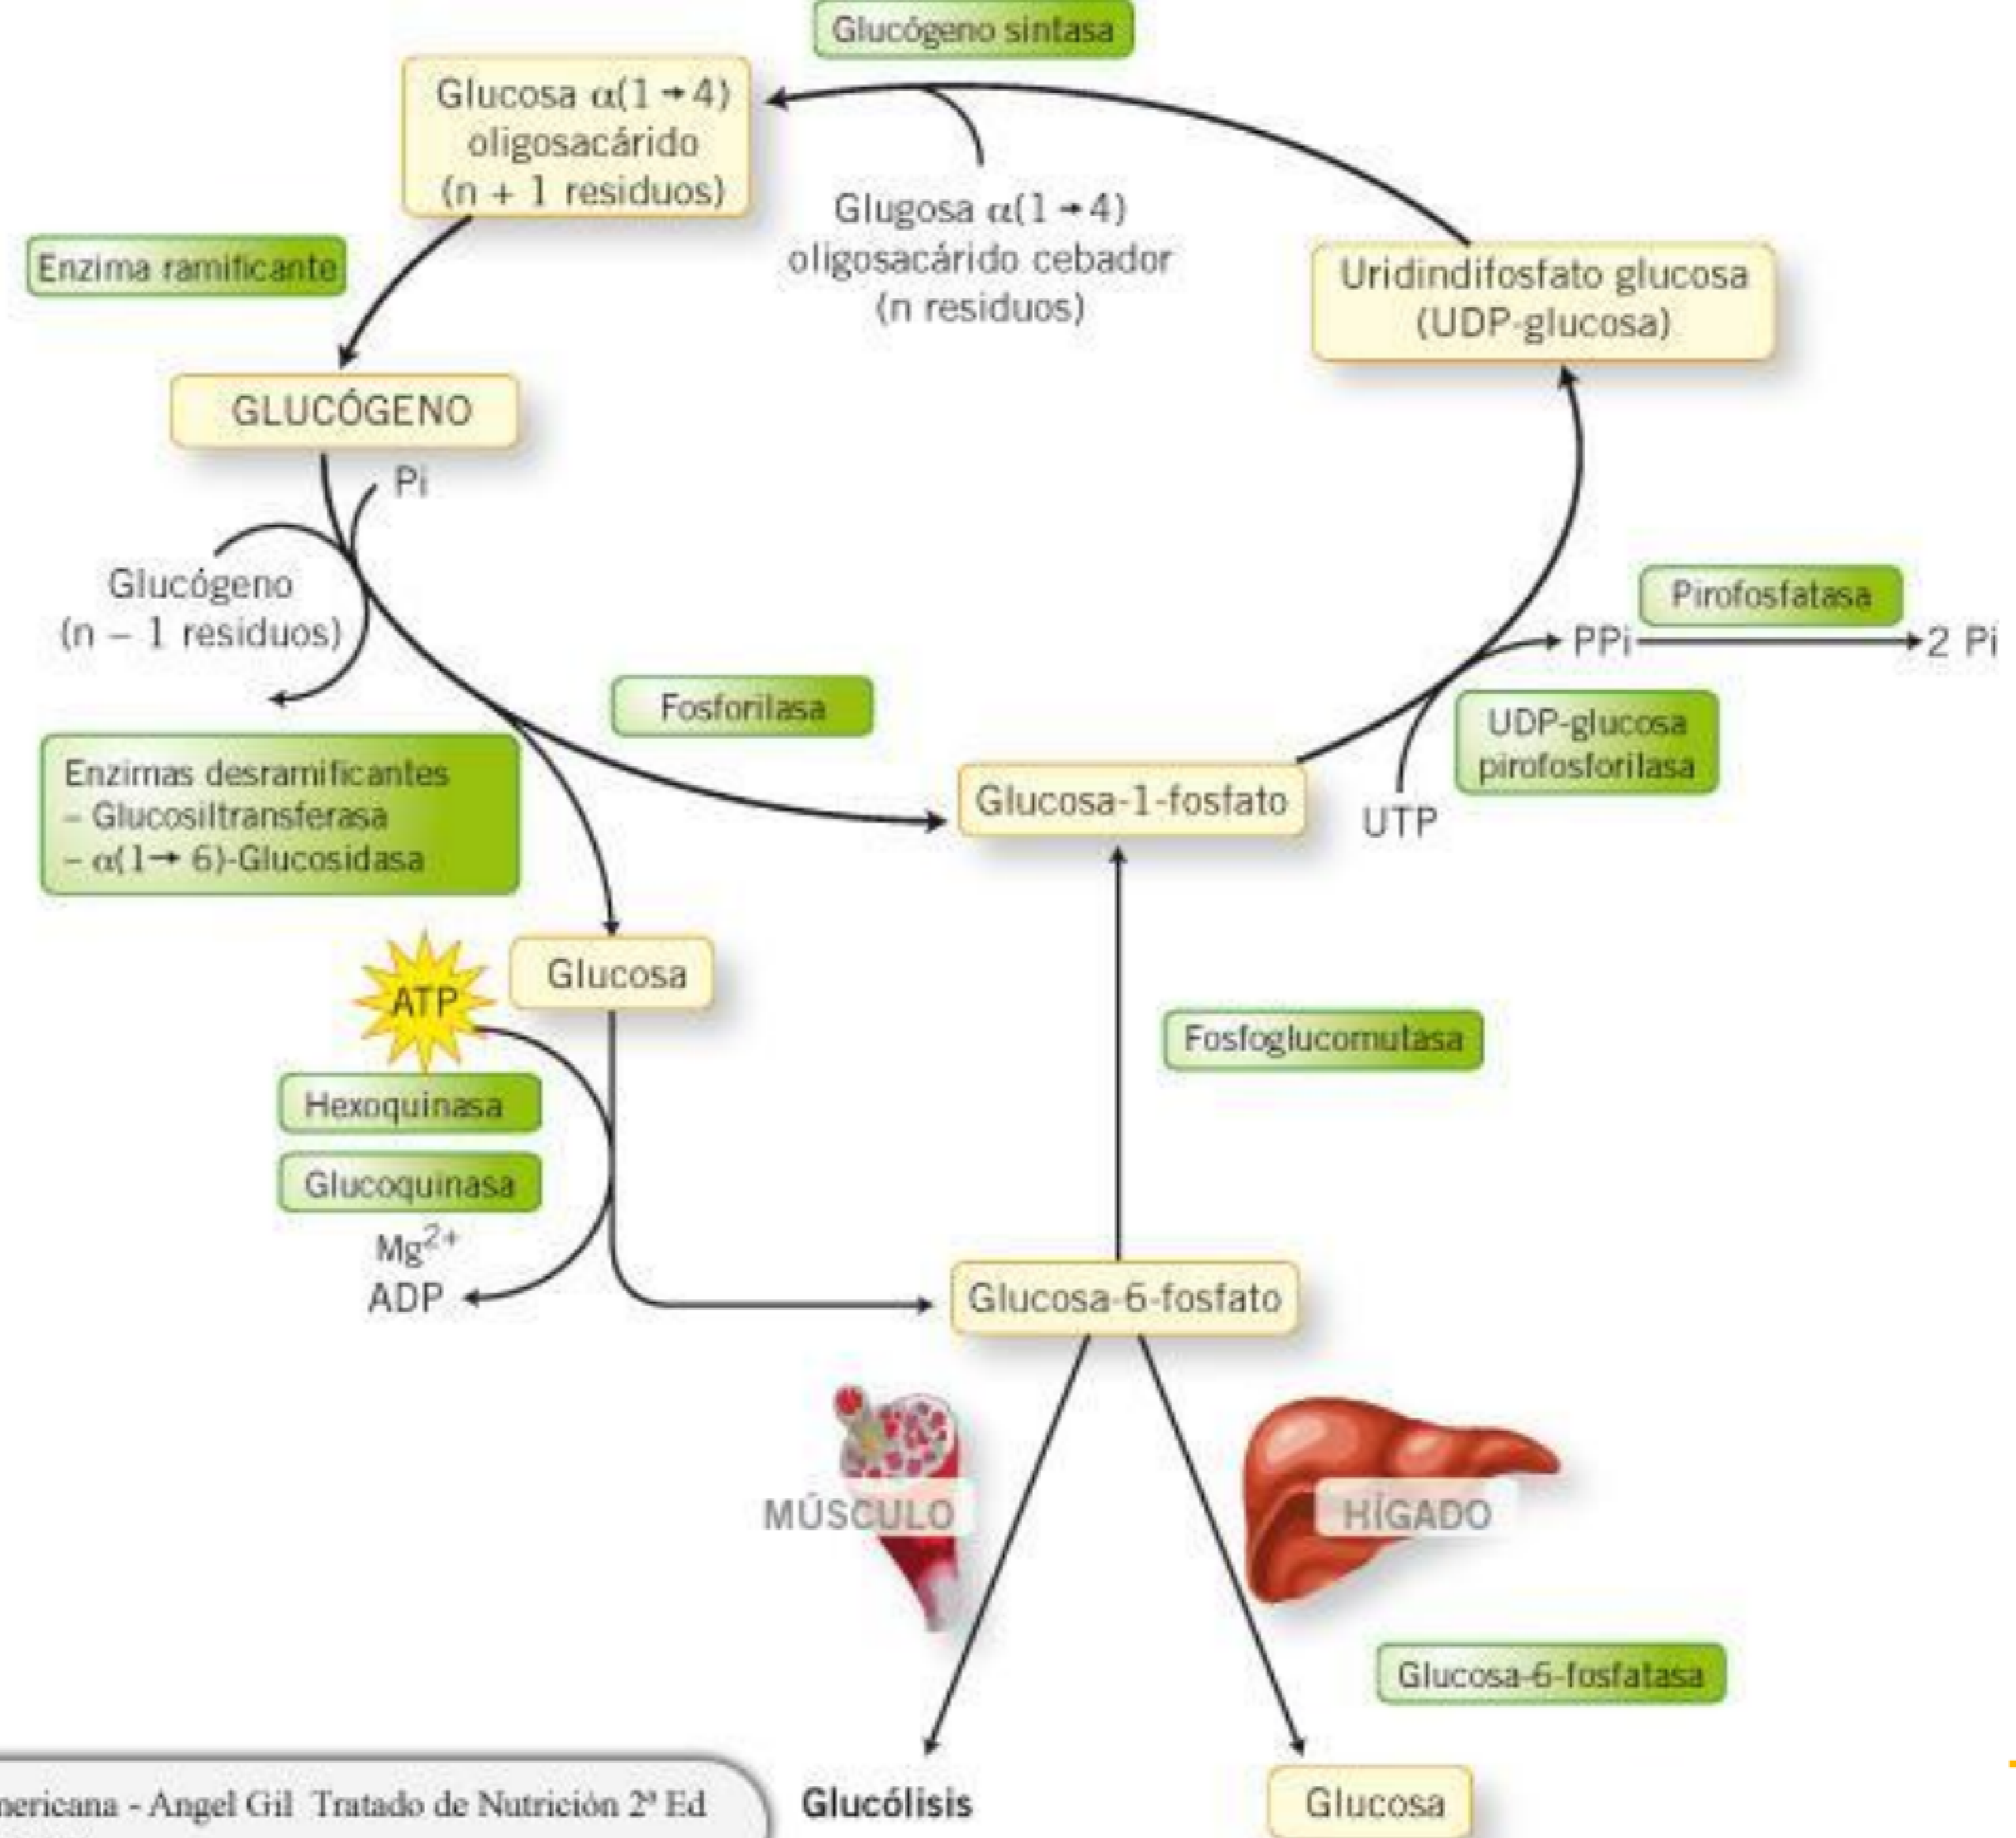 Glucógeno sintasa
Glucosa α(1→4)
oligosacárido
(n + 1 residuos)
Glugosa α(1→4)
oligosacárido cebador
(n residuos)
Enzima ramificante
Uridindifosfato glucosa
(UDP-glucosa)
GLUCÓGENO
Pi
Glucógeno
(n – 1 residuos)
Pirofosfatasa
PPi
2 Pi
Fosforilasa
UDP-glucosa
pirofosforilasa
Enzimas desramificantes
– Glucosiltransferasa
– α(1→ 6)-Glucosidasa
Glucosa-1-fosfato
UTP
Glucosa
ATP
Fosfoglucomutasa
Hexoquinasa
Glucoquinasa
Mg2+
ADP
Glucosa-6-fosfato
MÚSCULO
HÍGADO
Glucosa-6-fosfatasa
Glucólisis
Glucosa
- Angel Gil Tratado de Nutrición 2ª Ed